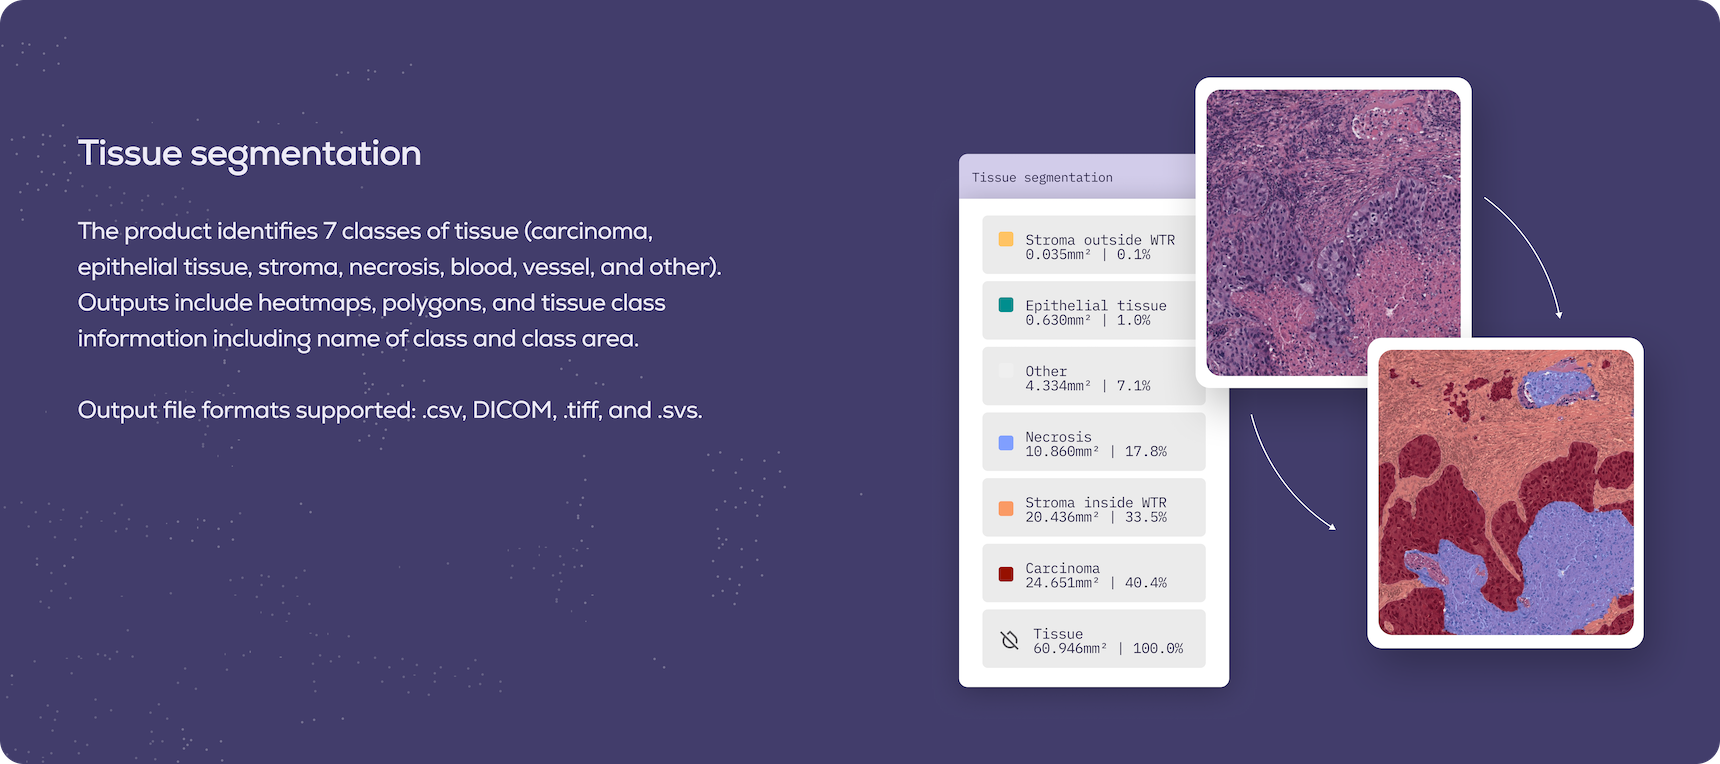 Tissue segmentation
The product identifies 7 classes of tissue (carcinoma,
epithelial tissue, stroma, necrosis, blood, vessel, and other).
Outputs include heatmaps, polygons, and tissue class
information including name of class and class area.
Output file formats supported: .csv, DICOM, .tiff, and .svs.
Tissue segmentation
Stroma outside WTR
0.035mm² | 0.1%
Epithelial tissue
0.630mm² | 1.0%
Other
4.334mm² | 7.1%
Necrosis
10.860mm² | 17.8%
Stroma inside WTR
20.436mm² | 33.5%
Carcinoma
24.651mm² | 40.4%
Tissue
60.946mm² | 100.0%